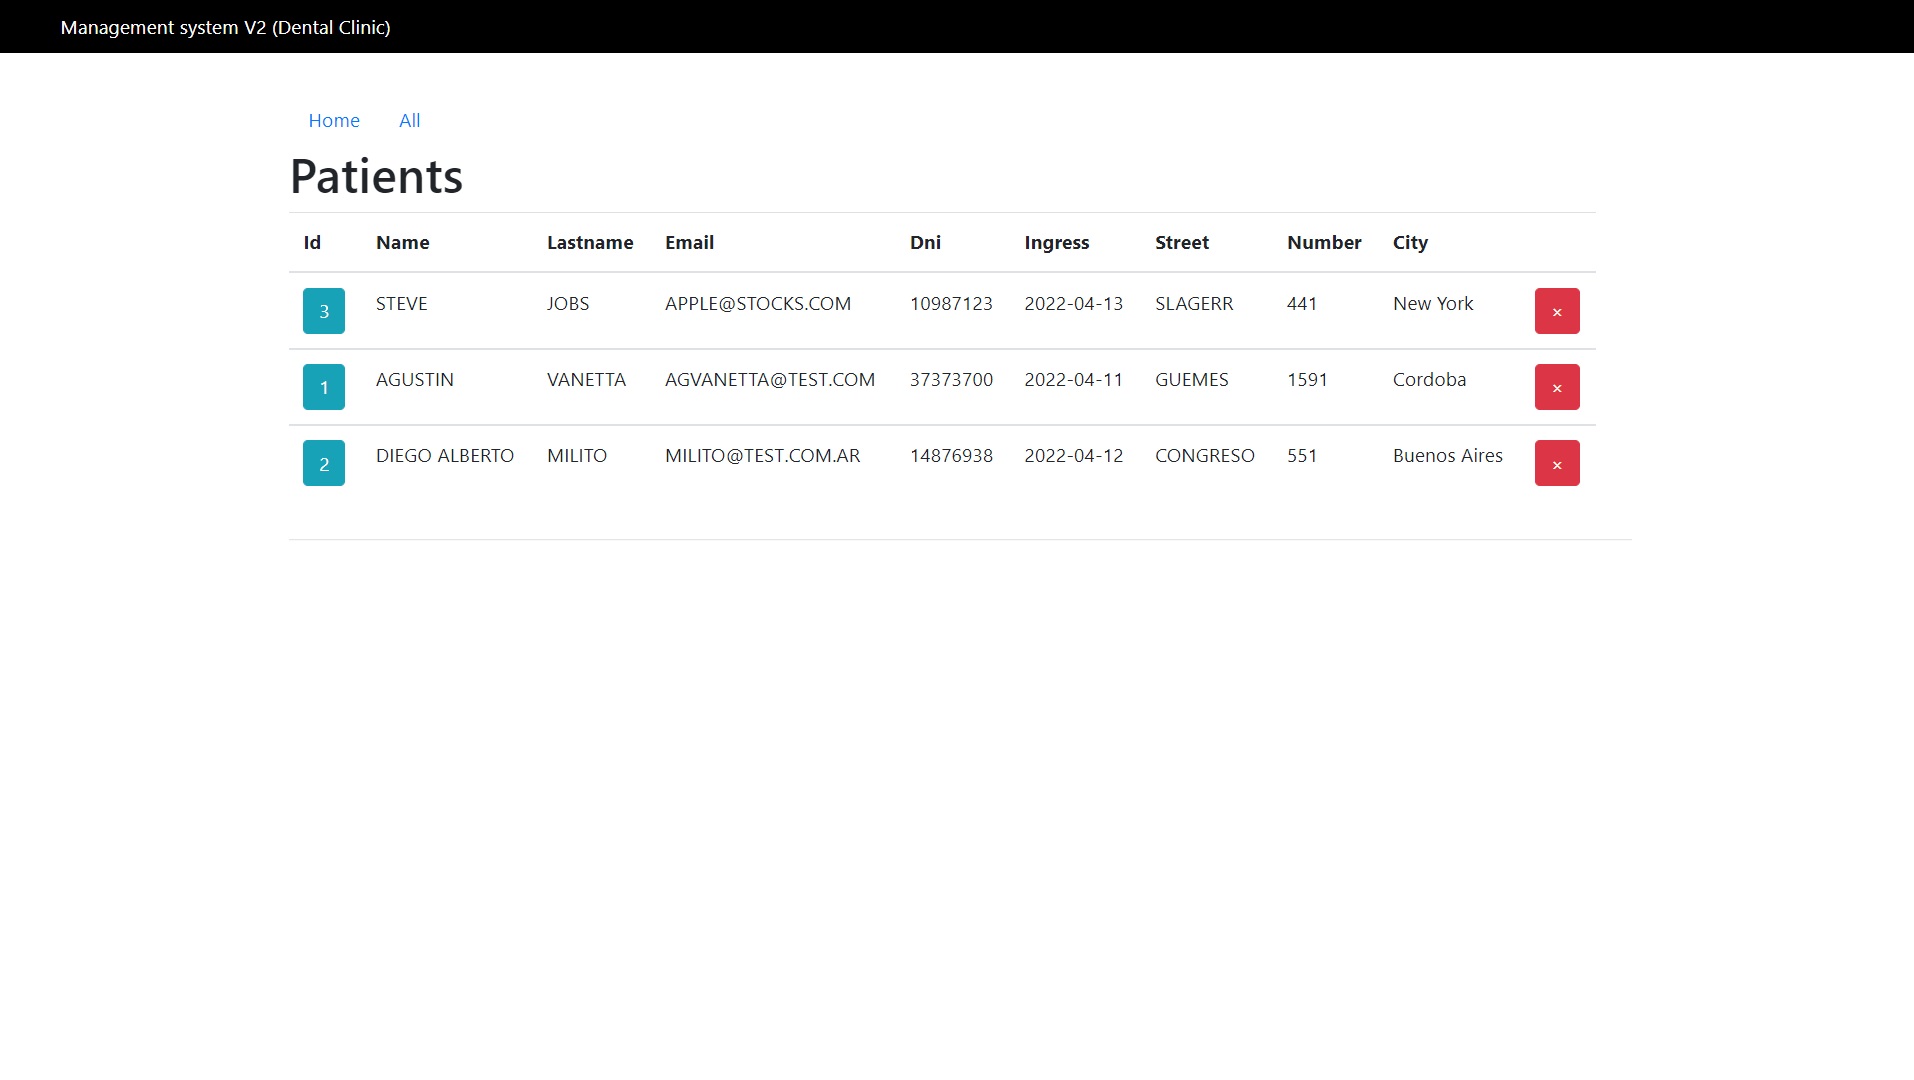 Management system V2 (Dental Clinic)
Home All
Patients
Id Name Lastname Email Dni Ingress Street Number City
3 STEVE JOBS APPLE@STOCKS.COM 10987123 2022-04-13 SLAGERR 441 New York ×
1 AGUSTIN VANETTA AGVANETTA@TEST.COM 37373700 2022-04-11 GUEMES 1591 Cordoba ×
2 DIEGO ALBERTO MILITO MILITO@TEST.COM.AR 14876938 2022-04-12 CONGRESO 551 Buenos Aires ×